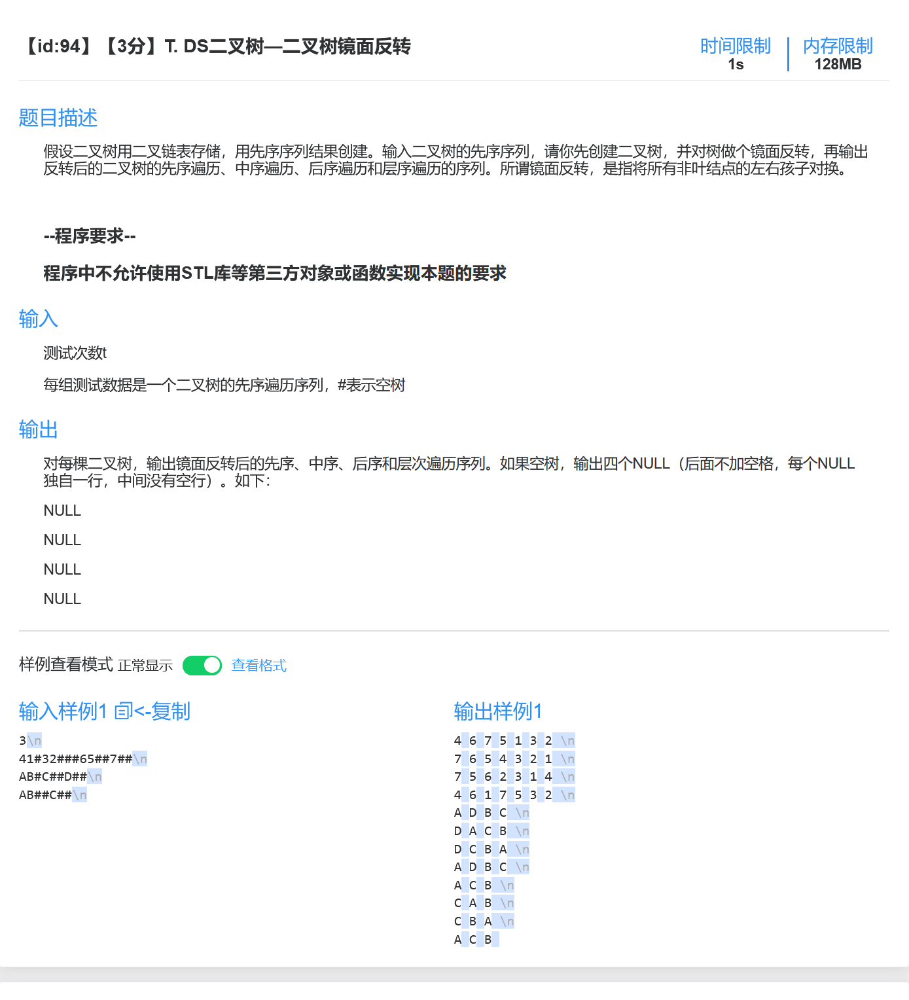 【id:94】【3分】T. DS二叉树—二叉树镜面反转
时间限制
1s
内存限制
128MB
题目描述
假设二叉树用二叉链表存储，用先序序列结果创建。输入二叉树的先序序列，请你先创建二叉树，并对树做个镜面反转，再输出
反转后的二叉树的先序遍历、中序遍历、后序遍历和层序遍历的序列。所谓镜面反转，是指将所有非叶结点的左右孩子对换。
--程序要求--
程序中不允许使用STL库等第三方对象或函数实现本题的要求
输入
测试次数t
每组测试数据是一个二叉树的先序遍历序列，#表示空树
输出
对每棵二叉树，输出镜面反转后的先序、中序、后序和层次遍历序列。如果空树，输出四个NULL（后面不加空格，每个NULL
独自一行，中间没有空行）。如下：
NULL
NULL
NULL
NULL
样例查看模式 正常显示 查看格式
输入样例1 <-复制
3\n
41#32###65##7##\n
AB#C##D##\n
AB##C##\n
输出样例1
4 6 7 5 1 3 2 \n
7 6 5 4 3 2 1 \n
7 5 6 2 3 1 4 \n
4 6 1 7 5 3 2 \n
A D B C \n
D A C B \n
D C B A \n
A D B C \n
A C B \n
C A B \n
C B A \n
A C B